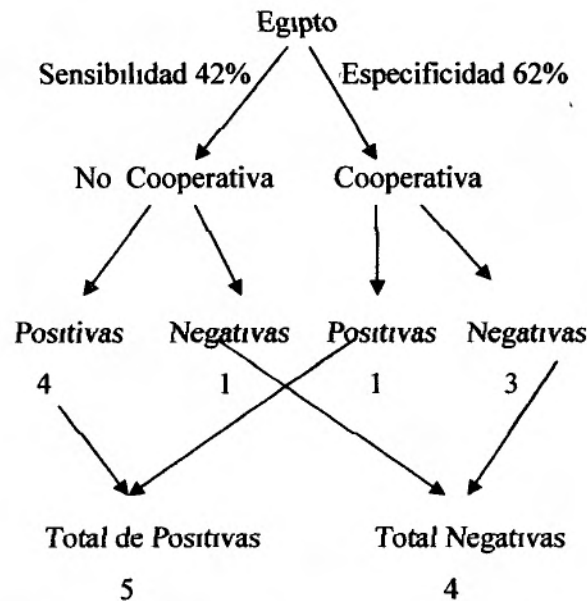 Egipto
Sensibilidad 42% Especificidad 62%
No Cooperativa Cooperativa
Positivas Negativas Positivas Negativas
4 1 1 3
Total de Positivas Total Negativas
5 4